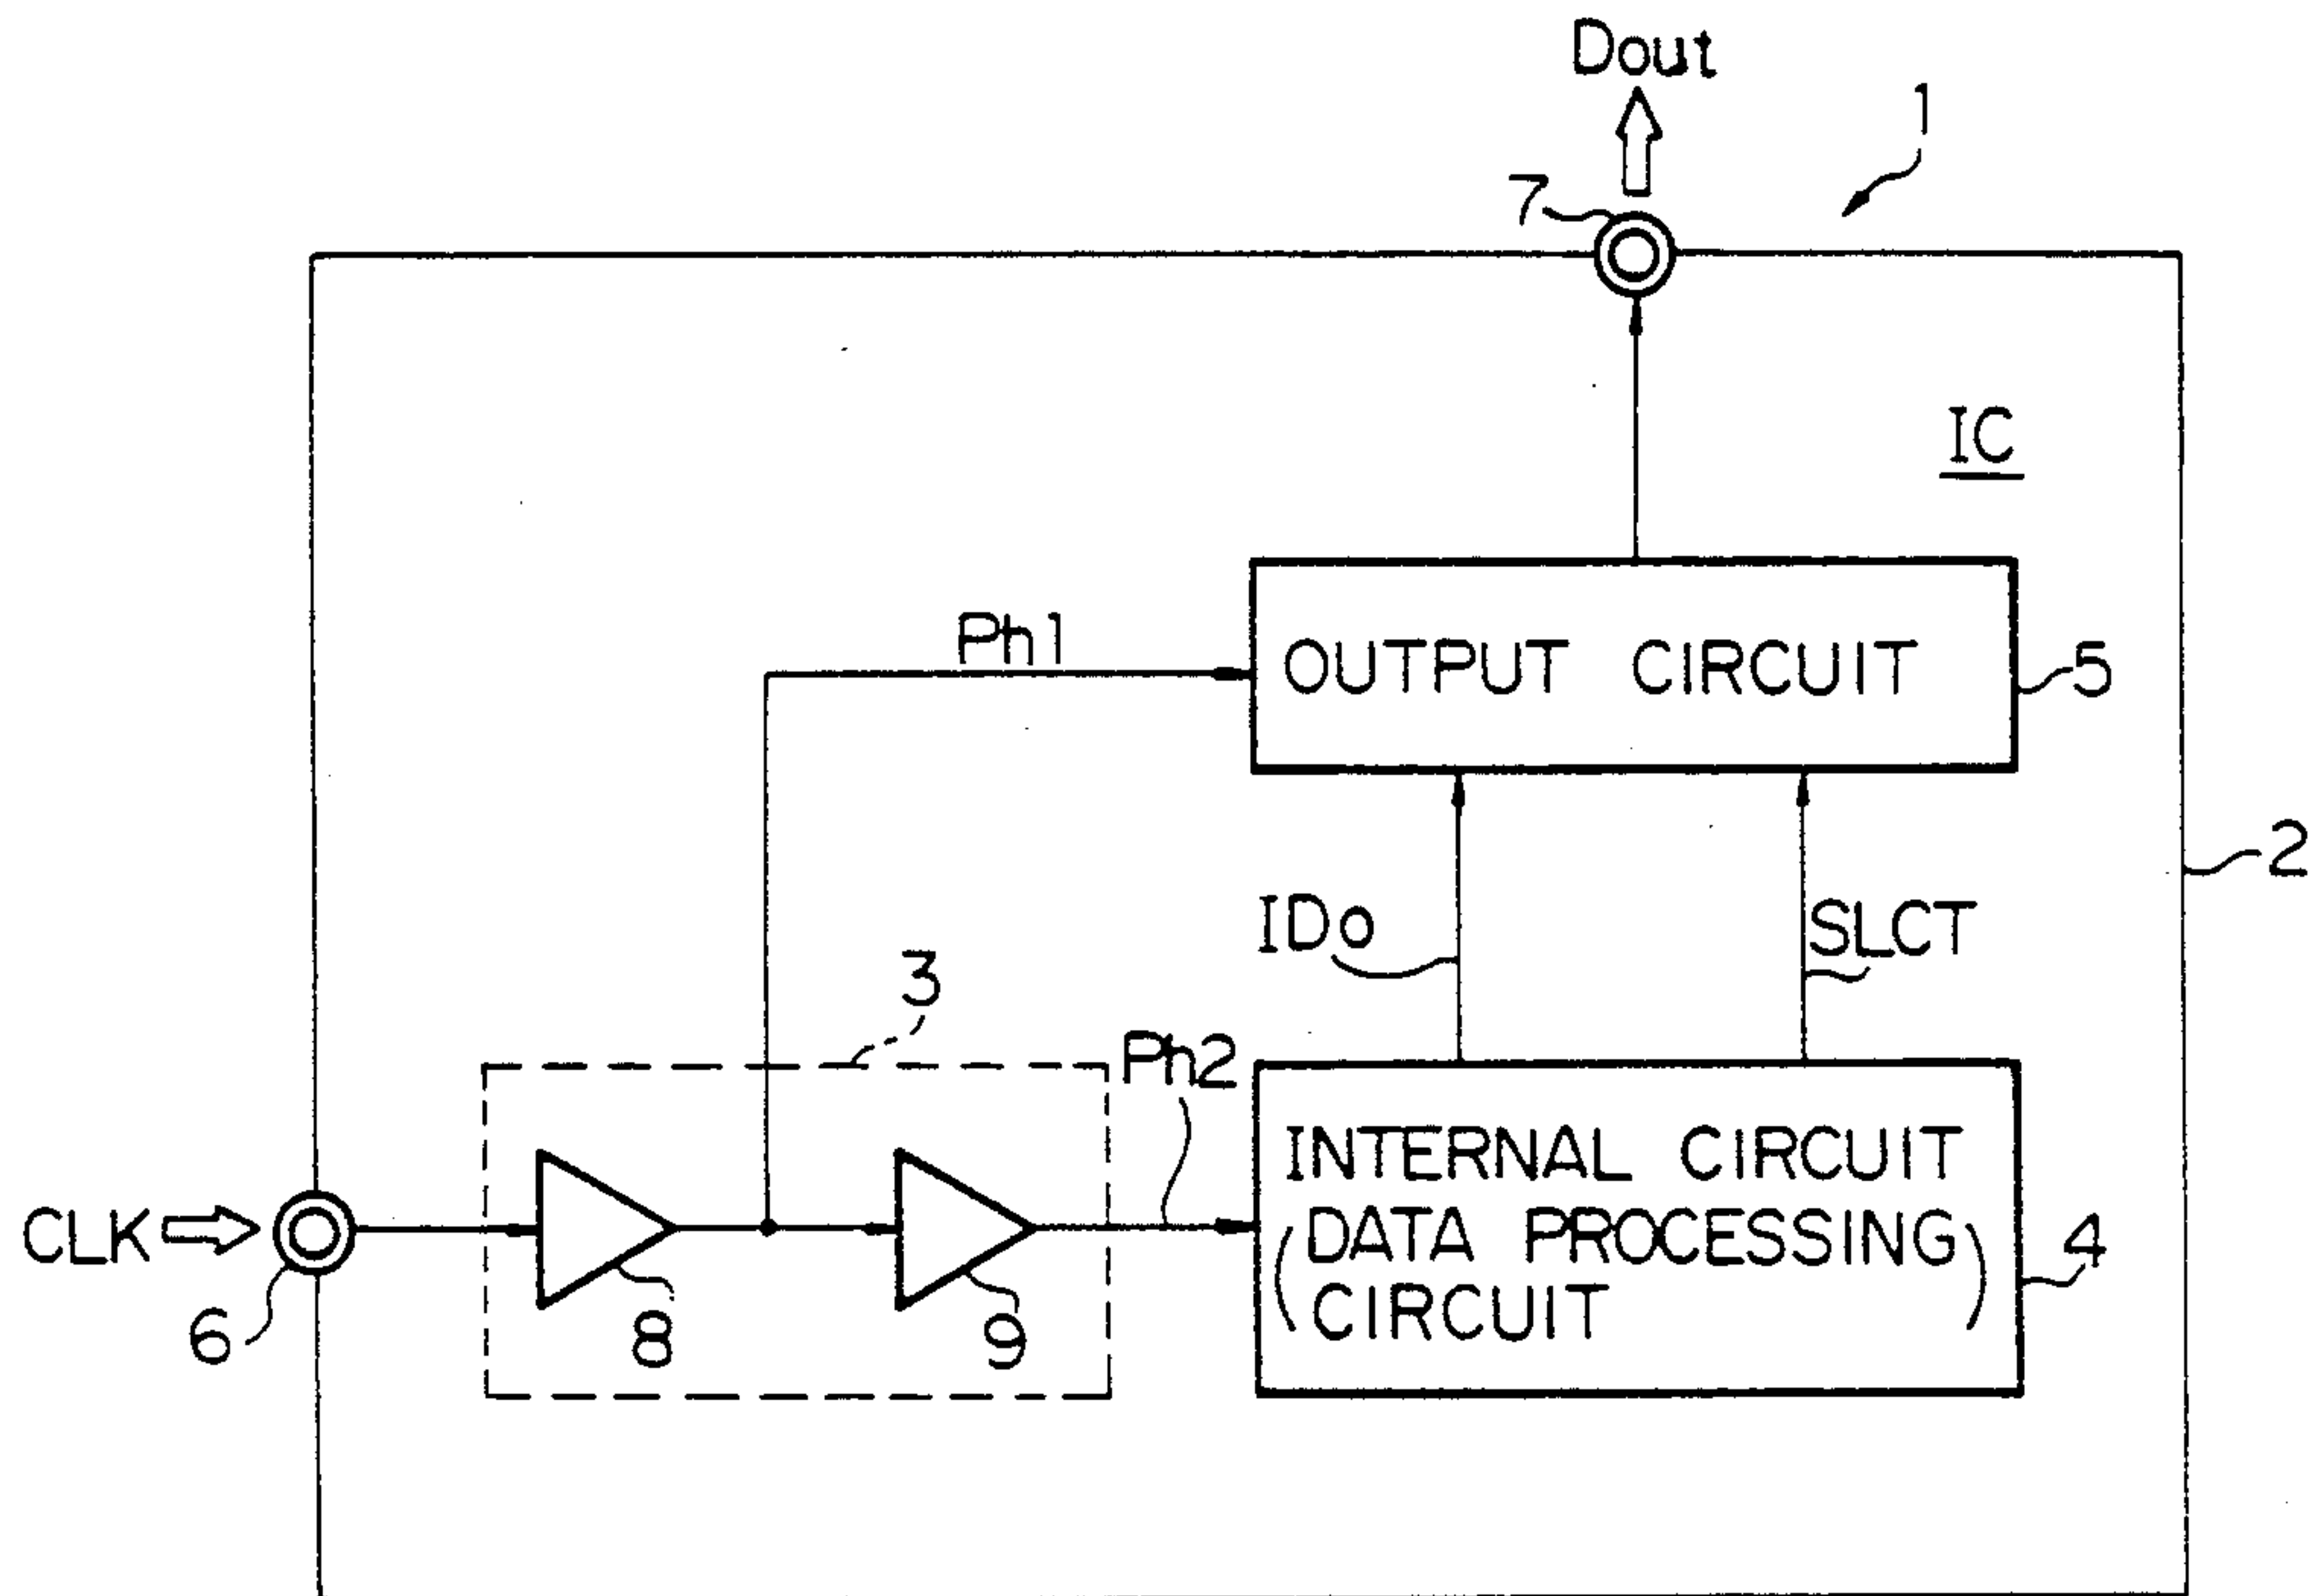 Dout
1
7
IC
Ph1
OUTPUT CIRCUIT
5
2
IDo
SLCT
3
Ph2
INTERNAL CIRCUIT
(DATA PROCESSING
CIRCUIT)
4
CLK
6
8
9